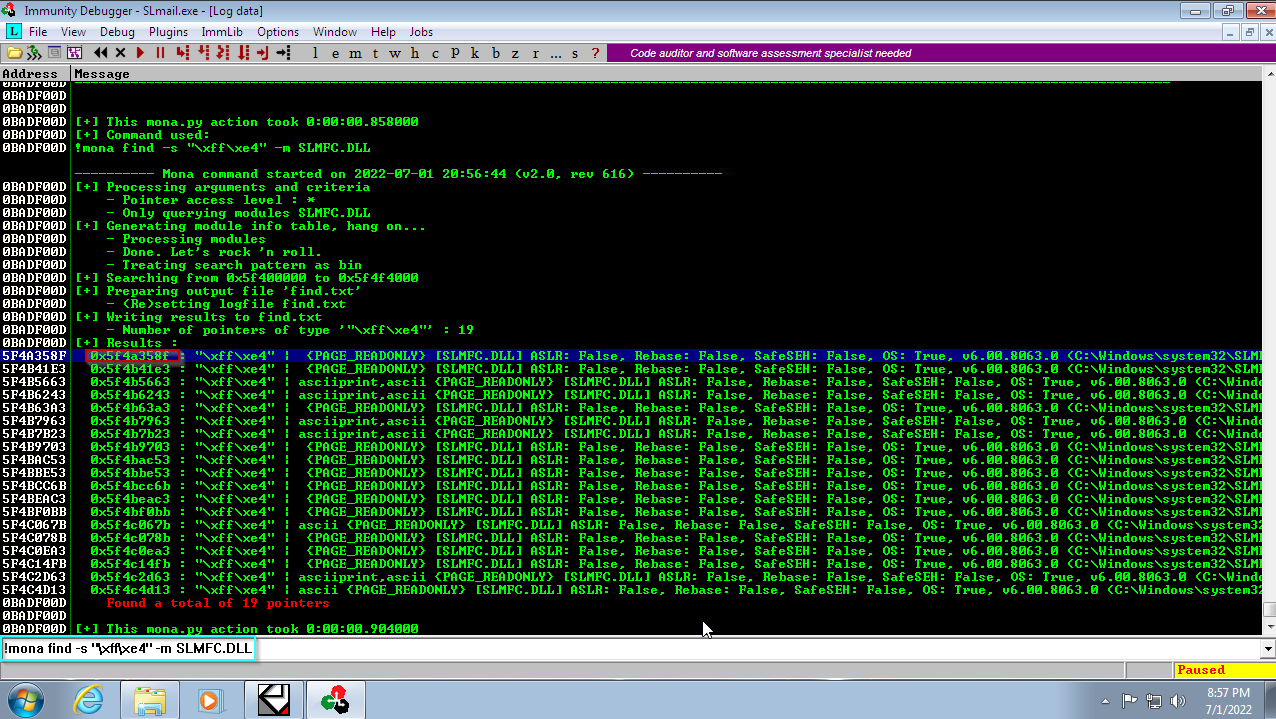 Immunity Debugger - SLmail.exe - [Log data]
L File View Debug Plugins ImmLib Options Window Help Jobs
l e m t w h c P k b z r ... s ? Code auditor and software assessment specialist needed
Address Message
0BADF00D
0BADF00D
0BADF00D
0BADF00D [+] This mona.py action took 0:00:00.858000
0BADF00D [+] Command used:
0BADF00D !mona find -s "\xff\xe4" -m SLMFC.DLL
---------- Mona command started on 2022-07-01 20:56:44 (v2.0, rev 616) ----------
0BADF00D [+] Processing arguments and criteria
0BADF00D - Pointer access level : *
0BADF00D - Only querying modules SLMFC.DLL
0BADF00D [+] Generating module info table, hang on...
0BADF00D - Processing modules
0BADF00D - Done. Let's rock 'n roll.
0BADF00D - Treating search pattern as bin
0BADF00D [+] Searching from 0x5f400000 to 0x5f4f4000
0BADF00D [+] Preparing output file 'find.txt'
0BADF00D - (Re)setting logfile find.txt
0BADF00D [+] Writing results to find.txt
0BADF00D - Number of pointers of type '"\xff\xe4"' : 19
0BADF00D [+] Results :
5F4A358F 0x5f4a358f : "\xff\xe4" | {PAGE_READONLY} [SLMFC.DLL] ASLR: False, Rebase: False, SafeSEH: False, OS: True, v6.00.8063.0 (C:\Windows\system32\SLM
5F4B41E3 0x5f4b41e3 : "\xff\xe4" | {PAGE_READONLY} [SLMFC.DLL] ASLR: False, Rebase: False, SafeSEH: False, OS: True, v6.00.8063.0 (C:\Windows\system32\SLM
5F4B5663 0x5f4b5663 : "\xff\xe4" | asciiprint,ascii {PAGE_READONLY} [SLMFC.DLL] ASLR: False, Rebase: False, SafeSEH: False, OS: True, v6.00.8063.0 (C:\Wind
5F4B6243 0x5f4b6243 : "\xff\xe4" | asciiprint,ascii {PAGE_READONLY} [SLMFC.DLL] ASLR: False, Rebase: False, SafeSEH: False, OS: True, v6.00.8063.0 (C:\Wind
5F4B63A3 0x5f4b63a3 : "\xff\xe4" | {PAGE_READONLY} [SLMFC.DLL] ASLR: False, Rebase: False, SafeSEH: False, OS: True, v6.00.8063.0 (C:\Windows\system32\SLM
5F4B7963 0x5f4b7963 : "\xff\xe4" | asciiprint,ascii {PAGE_READONLY} [SLMFC.DLL] ASLR: False, Rebase: False, SafeSEH: False, OS: True, v6.00.8063.0 (C:\Wind
5F4B7B23 0x5f4b7b23 : "\xff\xe4" | asciiprint,ascii {PAGE_READONLY} [SLMFC.DLL] ASLR: False, Rebase: False, SafeSEH: False, OS: True, v6.00.8063.0 (C:\Wind
5F4B9703 0x5f4b9703 : "\xff\xe4" | {PAGE_READONLY} [SLMFC.DLL] ASLR: False, Rebase: False, SafeSEH: False, OS: True, v6.00.8063.0 (C:\Windows\system32\SLM
5F4BAC53 0x5f4bac53 : "\xff\xe4" | {PAGE_READONLY} [SLMFC.DLL] ASLR: False, Rebase: False, SafeSEH: False, OS: True, v6.00.8063.0 (C:\Windows\system32\SLM
5F4BBE53 0x5f4bbe53 : "\xff\xe4" | {PAGE_READONLY} [SLMFC.DLL] ASLR: False, Rebase: False, SafeSEH: False, OS: True, v6.00.8063.0 (C:\Windows\system32\SLM
5F4BCC6B 0x5f4bcc6b : "\xff\xe4" | {PAGE_READONLY} [SLMFC.DLL] ASLR: False, Rebase: False, SafeSEH: False, OS: True, v6.00.8063.0 (C:\Windows\system32\SLM
5F4BEAC3 0x5f4beac3 : "\xff\xe4" | {PAGE_READONLY} [SLMFC.DLL] ASLR: False, Rebase: False, SafeSEH: False, OS: True, v6.00.8063.0 (C:\Windows\system32\SLM
5F4BF0BB 0x5f4bf0bb : "\xff\xe4" | {PAGE_READONLY} [SLMFC.DLL] ASLR: False, Rebase: False, SafeSEH: False, OS: True, v6.00.8063.0 (C:\Windows\system32\SLM
5F4C067B 0x5f4c067b : "\xff\xe4" | ascii {PAGE_READONLY} [SLMFC.DLL] ASLR: False, Rebase: False, SafeSEH: False, OS: True, v6.00.8063.0 (C:\Windows\system32
5F4C078B 0x5f4c078b : "\xff\xe4" | {PAGE_READONLY} [SLMFC.DLL] ASLR: False, Rebase: False, SafeSEH: False, OS: True, v6.00.8063.0 (C:\Windows\system32\SLM
5F4C0EA3 0x5f4c0ea3 : "\xff\xe4" | {PAGE_READONLY} [SLMFC.DLL] ASLR: False, Rebase: False, SafeSEH: False, OS: True, v6.00.8063.0 (C:\Windows\system32\SLM
5F4C14FB 0x5f4c14fb : "\xff\xe4" | {PAGE_READONLY} [SLMFC.DLL] ASLR: False, Rebase: False, SafeSEH: False, OS: True, v6.00.8063.0 (C:\Windows\system32\SLM
5F4C2D63 0x5f4c2d63 : "\xff\xe4" | asciiprint,ascii {PAGE_READONLY} [SLMFC.DLL] ASLR: False, Rebase: False, SafeSEH: False, OS: True, v6.00.8063.0 (C:\Wind
5F4C4D13 0x5f4c4d13 : "\xff\xe4" | ascii {PAGE_READONLY} [SLMFC.DLL] ASLR: False, Rebase: False, SafeSEH: False, OS: True, v6.00.8063.0 (C:\Windows\system32
0BADF00D Found a total of 19 pointers
0BADF00D
0BADF00D [+] This mona.py action took 0:00:00.904000
!mona find -s "\xff\xe4" -m SLMFC.DLL
Paused
8:57 PM
7/1/2022